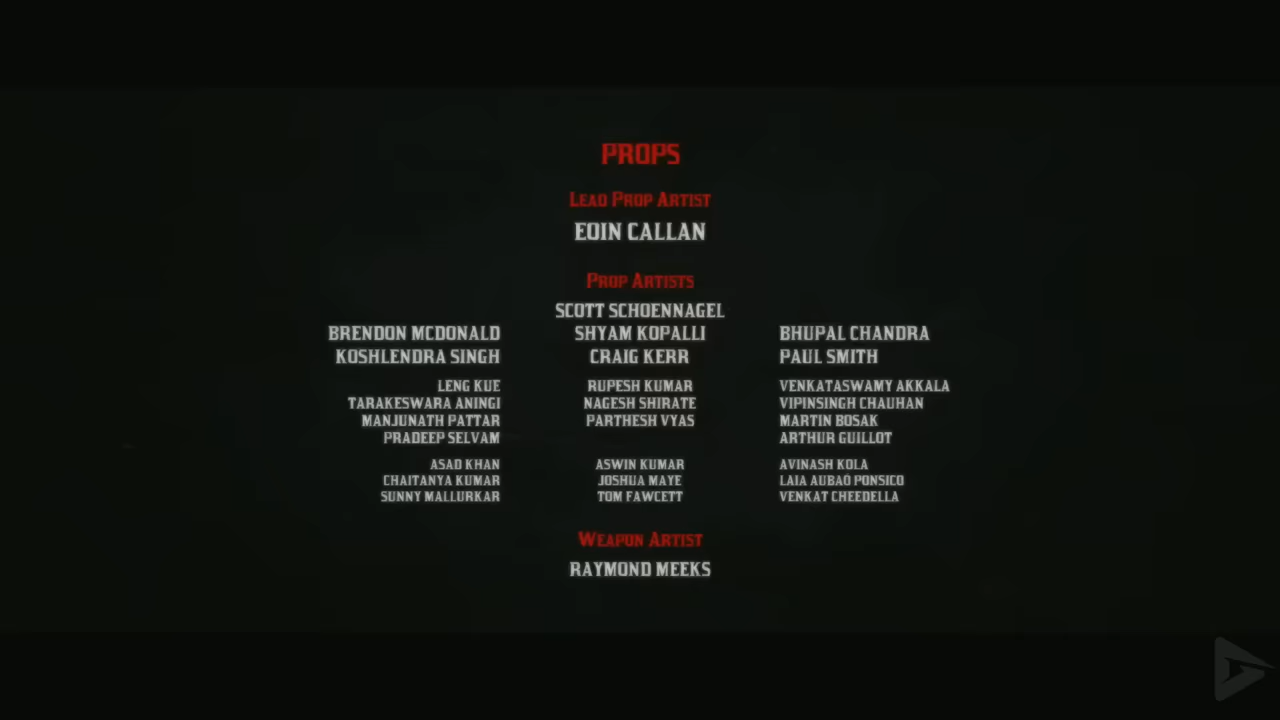 PROPS
LEAD PROP ARTIST
EOIN CALLAN
PROP ARTISTS
SCOTT SCHOENNAGEL
BRENDON MCDONALD SHYAM KOPALLI BHUPAL CHANDRA
KOSHLENDRA SINGH CRAIG KERR PAUL SMITH
LENG KUE RUPESH KUMAR VENKATASWAMY AKKALA
TARAKESWARA ANINGI NAGESH SHIRATE VIPINSINGH CHAUHAN
MANJUNATH PATTAR PARTHESH VYAS MARTIN BOSAK
PRADEEP SELVAM ARTHUR GUILLOT
ASAD KHAN ASWIN KUMAR AVINASH KOLA
CHAITANYA KUMAR JOSHUA MAYE LAIA AUBAÓ PONSICO
SUNNY MALLURKAR TOM FAWCETT VENKAT CHEEDELLA
WEAPON ARTIST
RAYMOND MEEKS